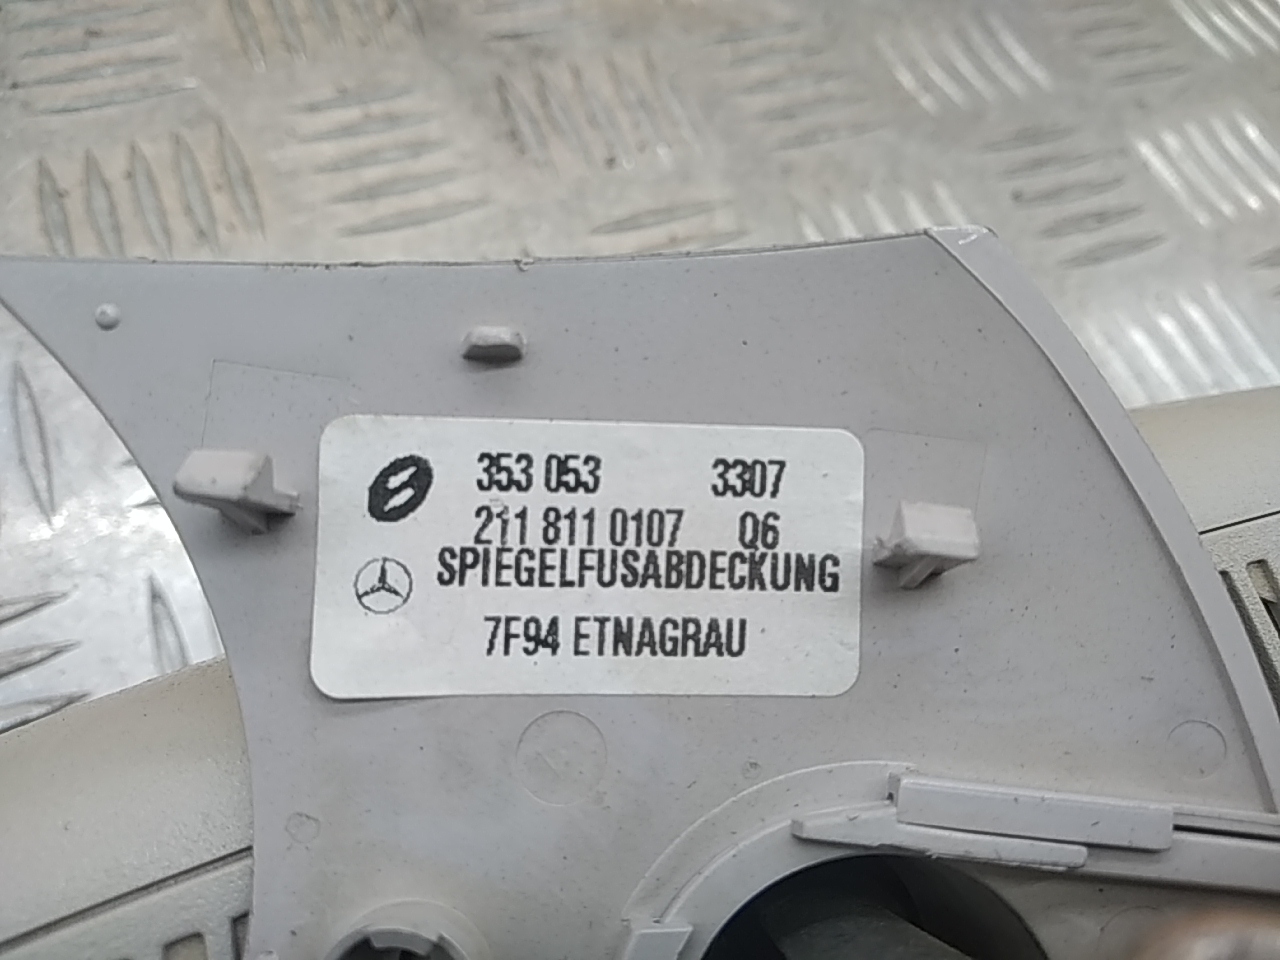 353 053 3307
211 811 0107 Q6
SPIEGELFUSABDECKUNG
7F94 ETNAGRAU